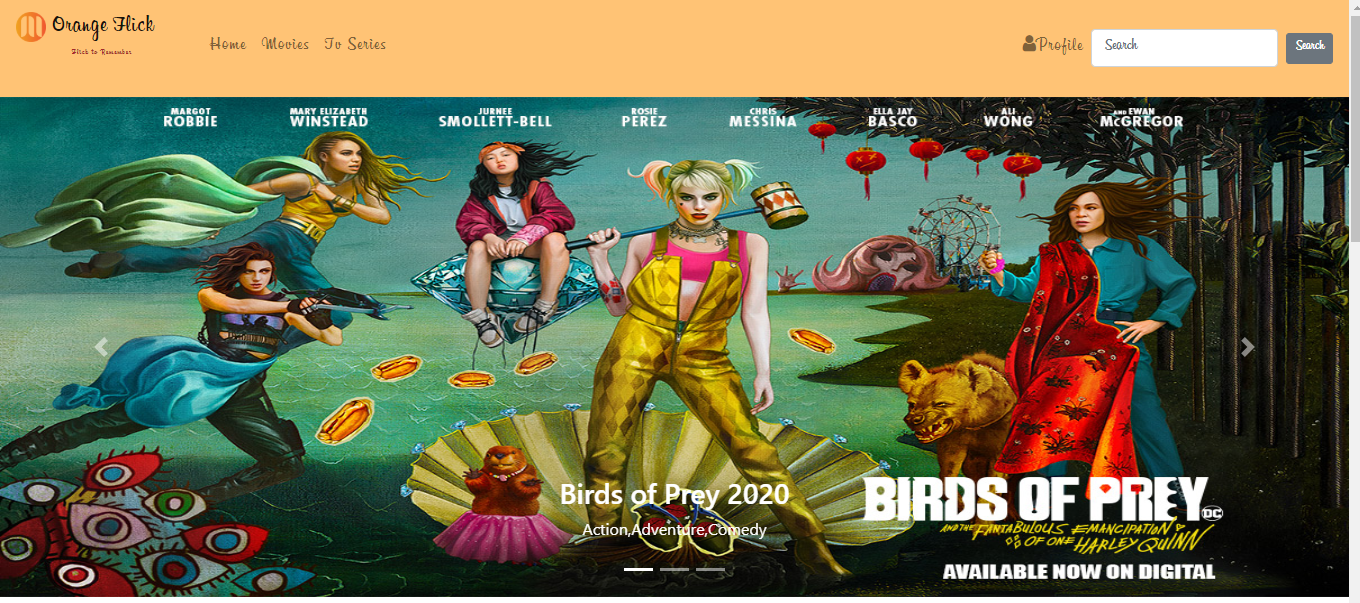 Orange Flick
Flick to Remember
Home Movies Tv Series
Profile Search Search
MARGOT ROBBIE
MARY ELIZABETH WINSTEAD
JURNEE SMOLLETT-BELL
ROSIE PEREZ
CHRIS MESSINA
ELLA JAY BASCO
ALI WONG
AND EWAN McGREGOR
Birds of Prey 2020
Action,Adventure,Comedy
BIRDS OF PREY
DC
AND THE FANTABULOUS EMANCIPATION
OF ONE HARLEY QUINN
AVAILABLE NOW ON DIGITAL